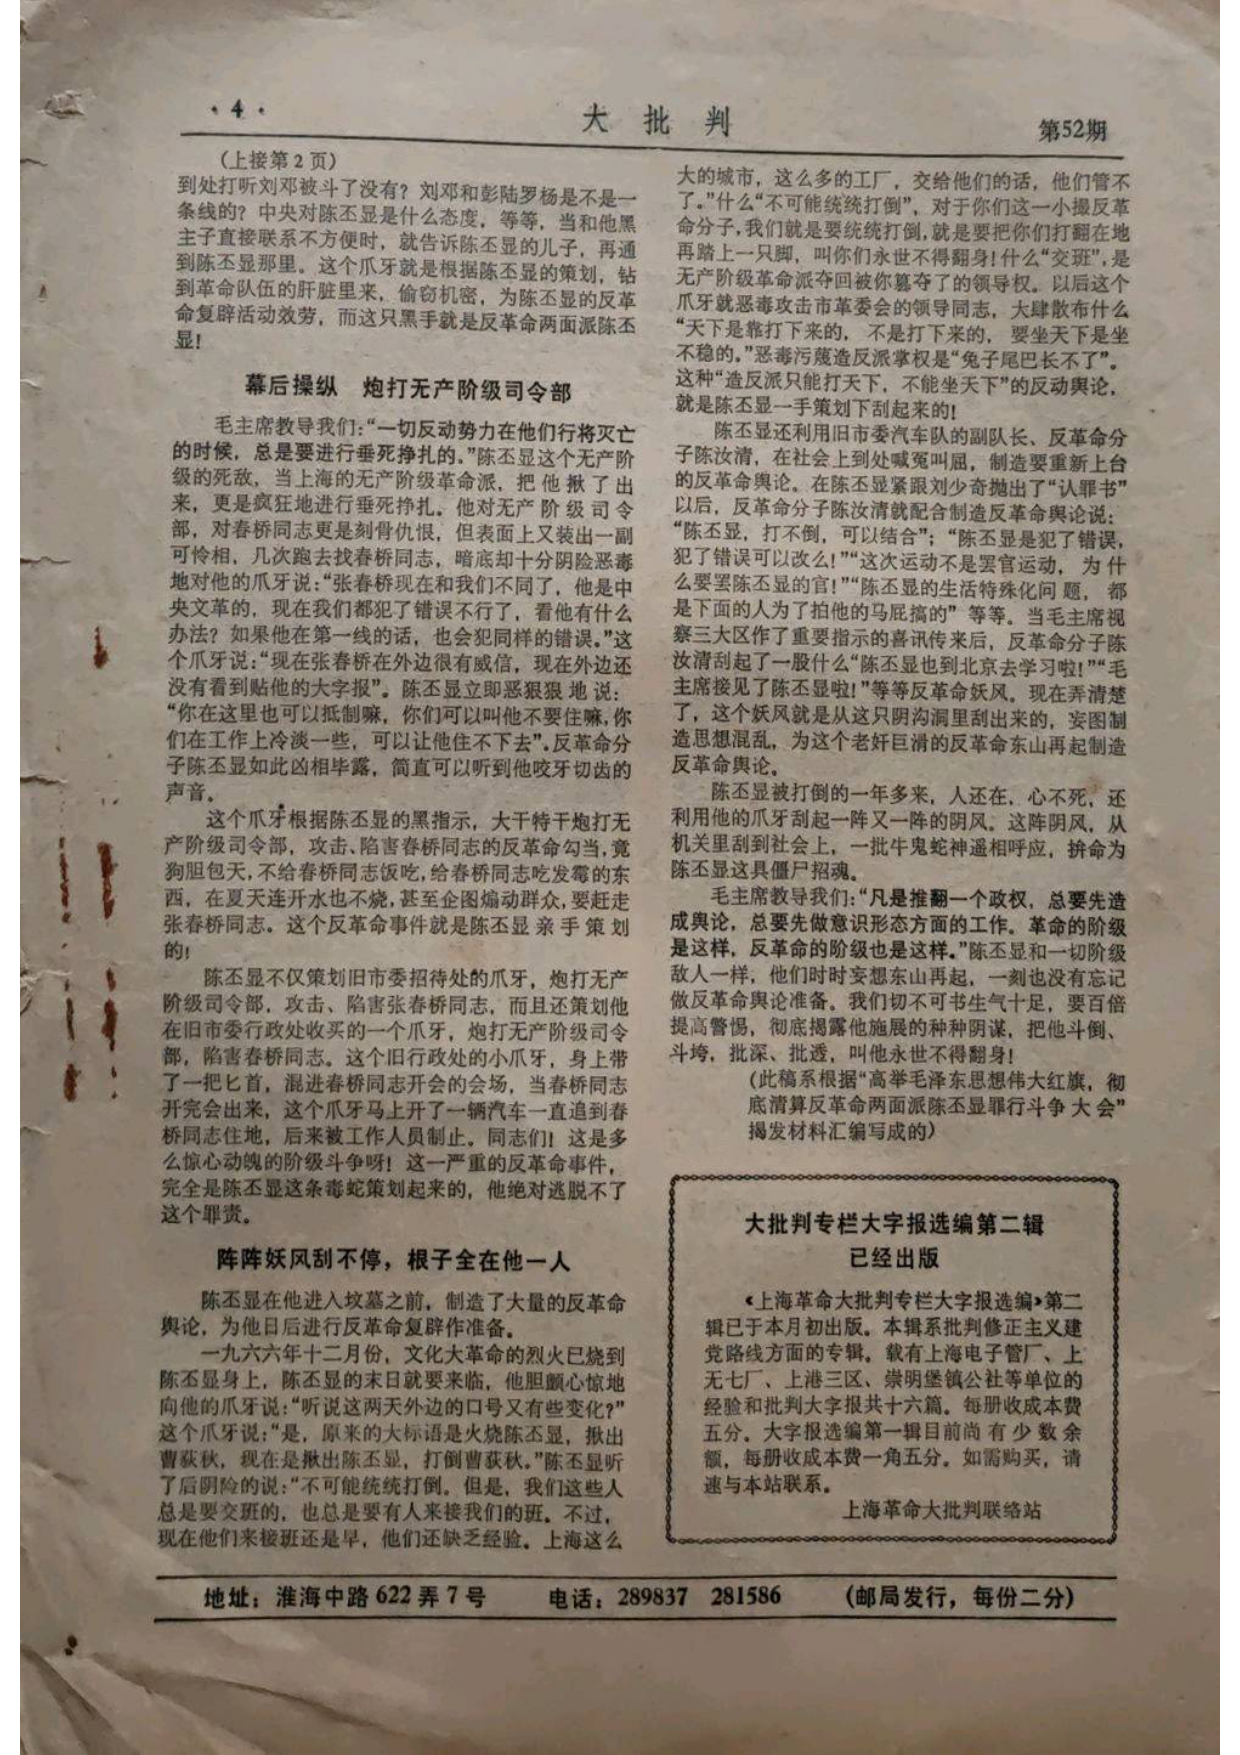 ·4·
大批判
第52期
(上接第2页)
到处打听刘邓被斗了没有？刘邓和彭陆罗杨是不是一
条线的？中央对陈丕显是什么态度，等等，当和他黑
主子直接联系不方便时，就告诉陈丕显的儿子，再通
到陈丕显那里。这个爪牙就是根据陈丕显的策划，钻
到革命队伍的肝脏里来，偷窃机密，为陈丕显的反革
命复辟活动效劳，而这只黑手就是反革命两面派陈丕
显！
幕后操纵　炮打无产阶级司令部
毛主席教导我们：“一切反动势力在他们行将灭亡
的时候，总是要进行垂死挣扎的。”陈丕显这个无产阶
级的死敌，当上海的无产阶级革命派，把他揪了出
来，更是疯狂地进行垂死挣扎。他对无产阶级司令
部，对春桥同志更是刻骨仇恨，但表面上又装出一副
可怜相，几次跑去找春桥同志，暗底却十分阴险恶毒
地对他的爪牙说：“张春桥现在和我们不同了，他是中
央文革的，现在我们都犯了错误不行了，看他有什么
办法？如果他在第一线的话，也会犯同样的错误。”这
个爪牙说：“现在张春桥在外边很有威信，现在外边还
没有看到贴他的大字报”。陈丕显立即恶狠狠地说：
“你在这里也可以抵制嘛，你们可以叫他不要住嘛，你
们在工作上冷淡一些，可以让他住不下去”。反革命分
子陈丕显如此凶相毕露，简直可以听到他咬牙切齿的
声音。
这个爪牙根据陈丕显的黑指示，大干特干炮打无
产阶级司令部，攻击、陷害春桥同志的反革命勾当，竟
狗胆包天，不给春桥同志饭吃，给春桥同志吃发霉的东
西，在夏天连开水也不烧，甚至企图煽动群众，要赶走
张春桥同志。这个反革命事件就是陈丕显亲手策划
的！
陈丕显不仅策划旧市委招待处的爪牙，炮打无产
阶级司令部，攻击、陷害张春桥同志，而且还策划他
在旧市委行政处收买的一个爪牙，炮打无产阶级司令
部，陷害春桥同志。这个旧行政处的小爪牙，身上带
了一把匕首，混进春桥同志开会的会场，当春桥同志
开完会出来，这个爪牙马上开了一辆汽车一直追到春
桥同志住地，后来被工作人员制止。同志们！这是多
么惊心动魄的阶级斗争呀！这一严重的反革命事件，
完全是陈丕显这条毒蛇策划起来的，他绝对逃脱不了
这个罪责。
阵阵妖风刮不停，根子全在他一人
陈丕显在他进入坟墓之前，制造了大量的反革命
舆论，为他日后进行反革命复辟作准备。
一九六六年十二月份，文化大革命的烈火已烧到
陈丕显身上，陈丕显的末日就要来临，他胆颤心惊地
向他的爪牙说：“听说这两天外边的口号又有些变化？”
这个爪牙说：“是，原来的大标语是火烧陈丕显，揪出
曹荻秋，现在是揪出陈丕显，打倒曹荻秋。”陈丕显听
了后阴险的说：“不可能统统打倒。但是，我们这些人
总是要交班的，也总是要有人来接我们的班。不过，
现在他们来接班还是早，他们还缺乏经验。上海这么
大的城市，这么多的工厂，交给他们的话，他们管不
了。”什么“不可能统统打倒”，对于你们这一小撮反革
命分子，我们就是要统统打倒，就是要把你们打翻在地
再踏上一只脚，叫你们永世不得翻身！什么“交班”，是
无产阶级革命派夺回被你篡夺了的领导权。以后这个
爪牙就恶毒攻击市革委会的领导同志，大肆散布什么
“天下是靠打下来的，不是打下来的，要坐天下是坐
不稳的。”恶毒污蔑造反派掌权是“兔子尾巴长不了”。
这种“造反派只能打天下，不能坐天下”的反动舆论，
就是陈丕显一手策划下刮起来的！
陈丕显还利用旧市委汽车队的副队长、反革命分
子陈汝清，在社会上到处喊冤叫屈，制造要重新上台
的反革命舆论。在陈丕显紧跟刘少奇抛出了“认罪书”
以后，反革命分子陈汝清就配合制造反革命舆论说：
“陈丕显，打不倒，可以结合”；“陈丕显是犯了错误，
犯了错误可以改么！”“这次运动不是罢官运动，为什
么要罢陈丕显的官！”“陈丕显的生活特殊化问题，都
是下面的人为了拍他的马屁搞的”等等。当毛主席视
察三大区作了重要指示的喜讯传来后，反革命分子陈
汝清刮起了一股什么“陈丕显也到北京去学习啦！”“毛
主席接见了陈丕显啦！”等等反革命妖风。现在弄清楚
了，这个妖风就是从这只阴沟洞里刮出来的，妄图制
造思想混乱，为这个老奸巨滑的反革命东山再起制造
反革命舆论。
陈丕显被打倒的一年多来，人还在，心不死，还
利用他的爪牙刮起一阵又一阵的阴风。这阵阴风，从
机关里刮到社会上，一批牛鬼蛇神遥相呼应，拚命为
陈丕显这具僵尸招魂。
毛主席教导我们：“凡是推翻一个政权，总要先造
成舆论，总要先做意识形态方面的工作。革命的阶级
是这样，反革命的阶级也是这样。”陈丕显和一切阶级
敌人一样，他们时时妄想东山再起，一刻也没有忘记
做反革命舆论准备。我们切不可书生气十足，要百倍
提高警惕，彻底揭露他施展的种种阴谋，把他斗倒、
斗垮，批深、批透，叫他永世不得翻身！
(此稿系根据“高举毛泽东思想伟大红旗，彻
底清算反革命两面派陈丕显罪行斗争大会”
揭发材料汇编写成的)
大批判专栏大字报选编第二辑
已经出版
《上海革命大批判专栏大字报选编》第二
辑已于本月初出版。本辑系批判修正主义建
党路线方面的专辑。载有上海电子管厂、上
无七厂、上港三区、崇明堡镇公社等单位的
经验和批判大字报共十六篇。每册收成本费
五分。大字报选编第一辑目前尚有少数余
额，每册收成本费一角五分。如需购买，请
速与本站联系。
上海革命大批判联络站
地址：淮海中路622弄7号　电话：289837　281586　(邮局发行，每份二分)